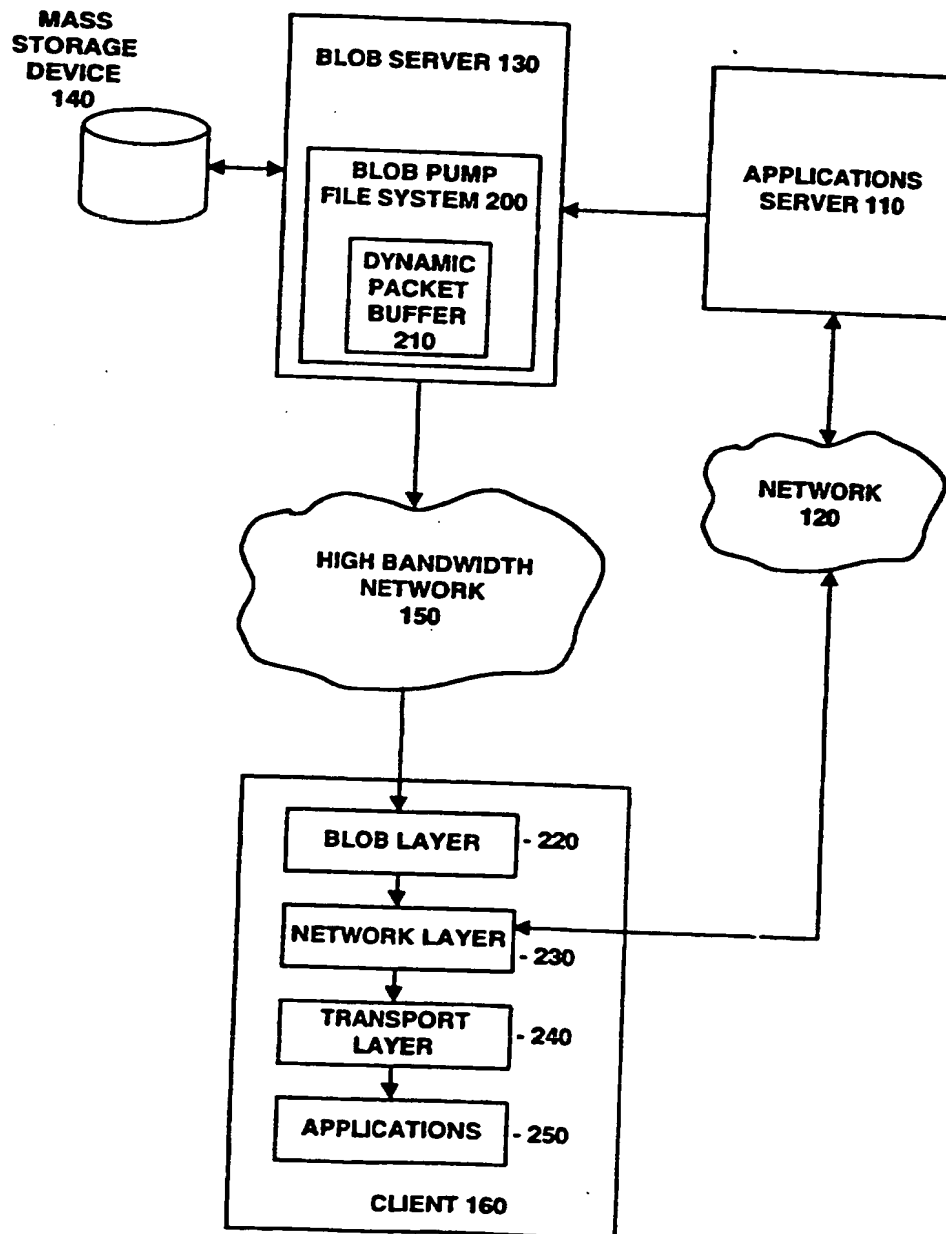 MASS
STORAGE
DEVICE
140
BLOB SERVER 130
BLOB PUMP
FILE SYSTEM 200
DYNAMIC
PACKET
BUFFER
210
APPLICATIONS
SERVER 110
NETWORK
120
HIGH BANDWIDTH
NETWORK
150
BLOB LAYER
- 220
NETWORK LAYER
- 230
TRANSPORT
LAYER
- 240
APPLICATIONS
- 250
CLIENT 160